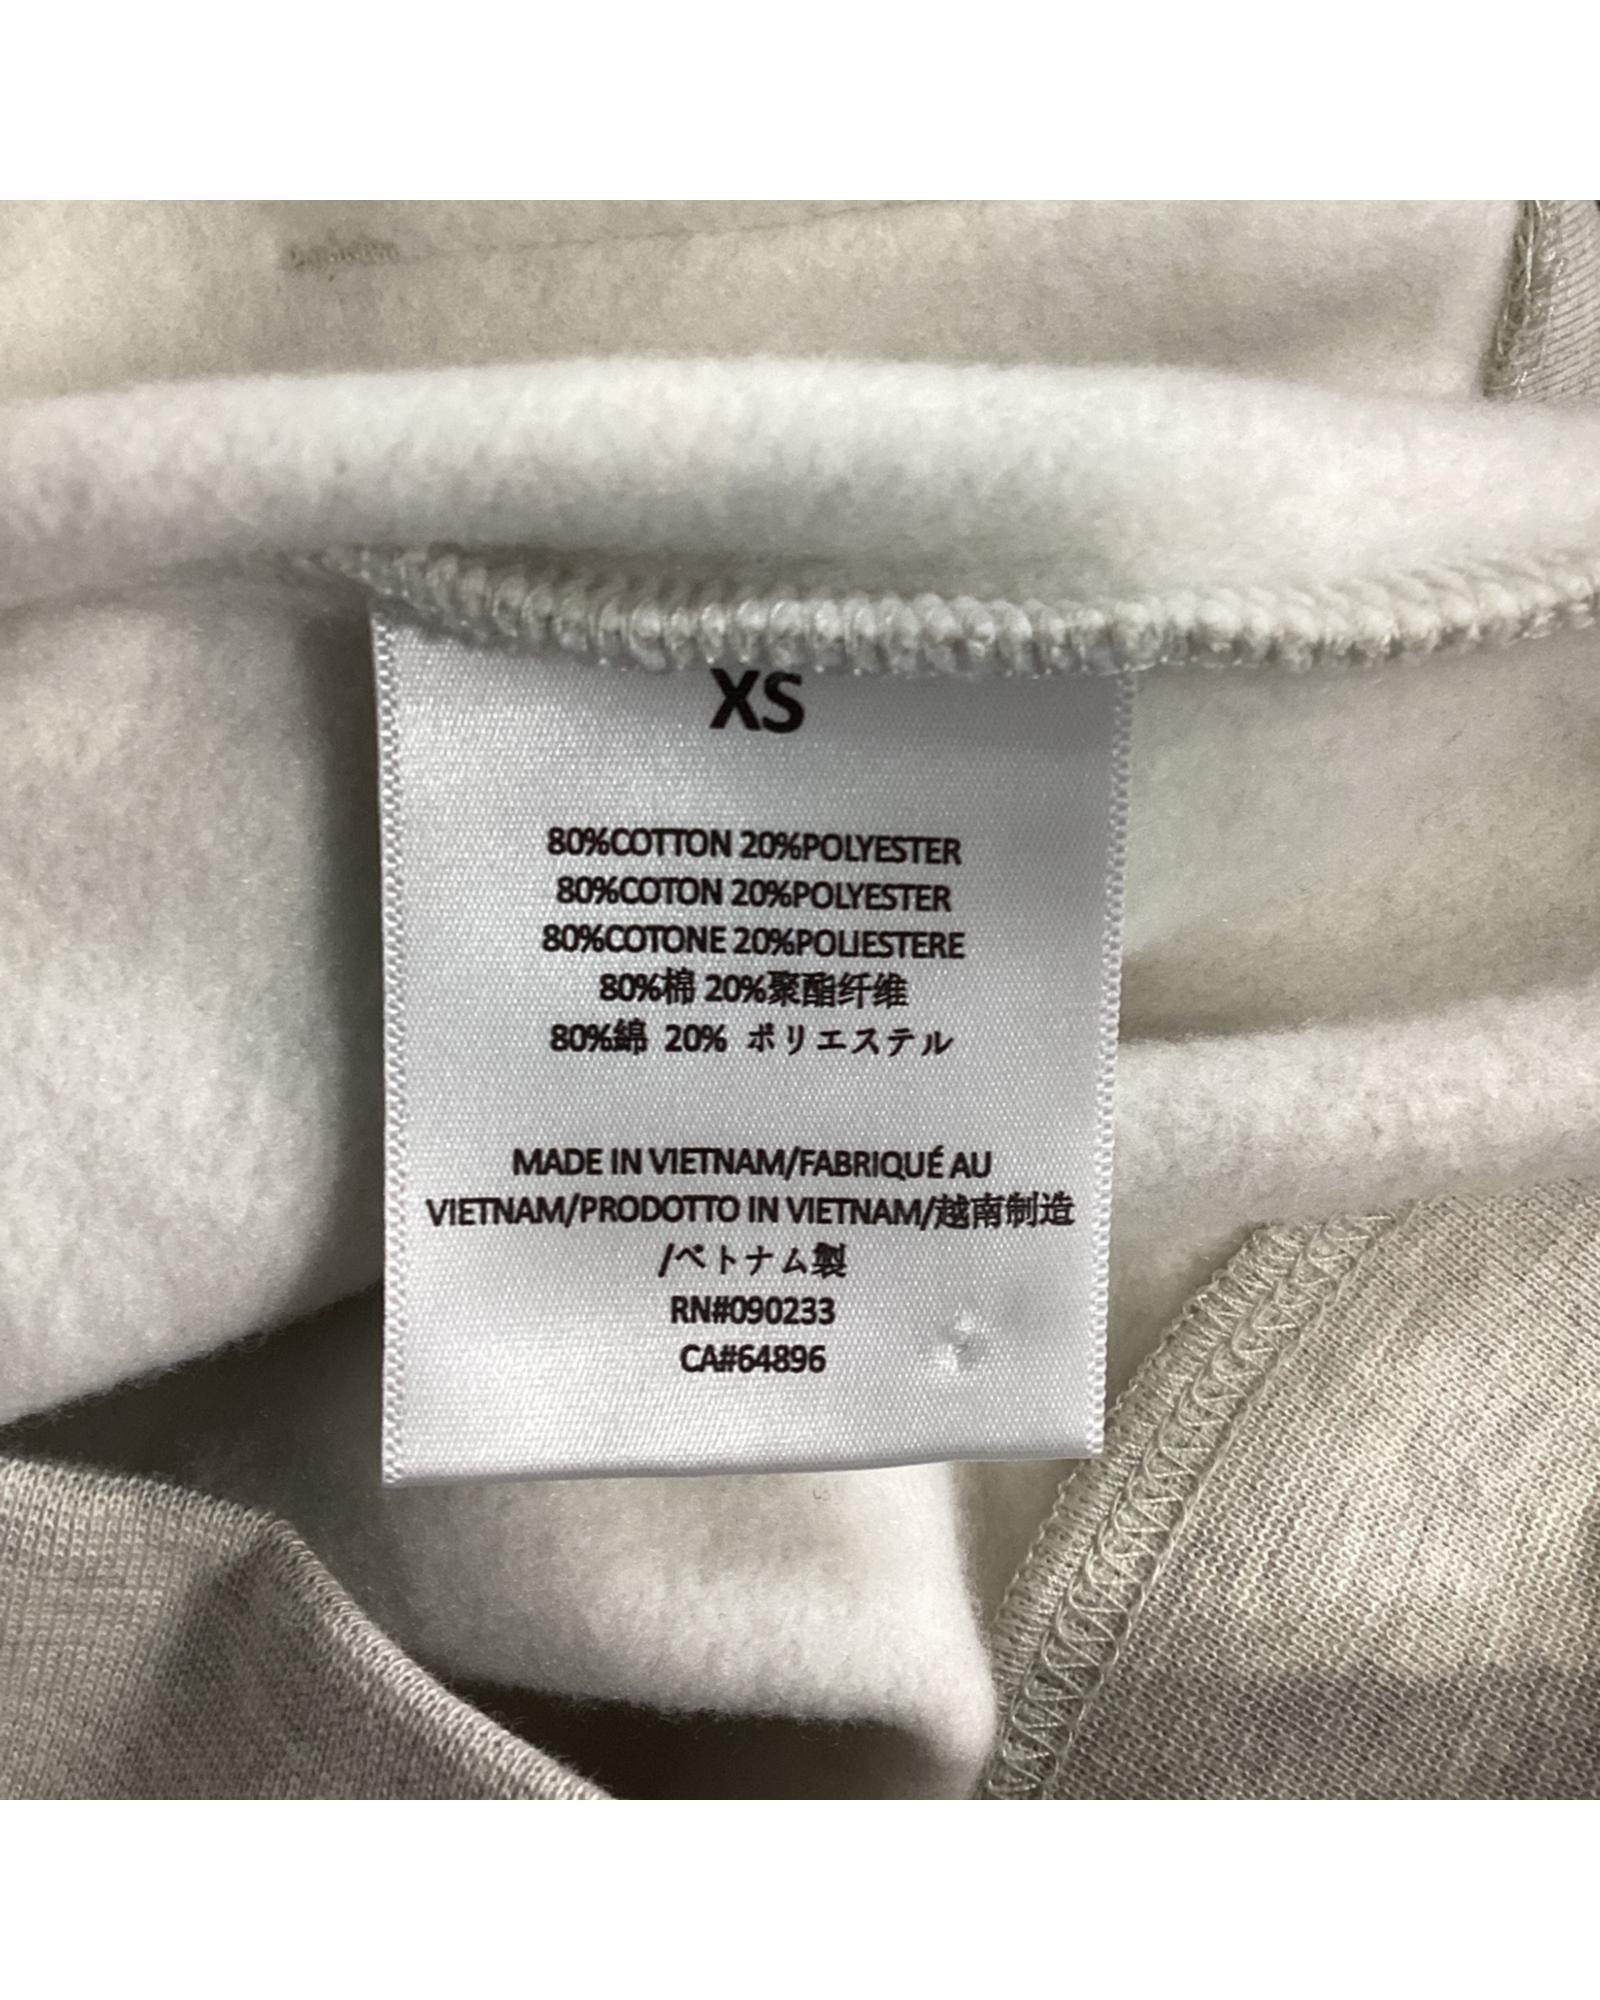 XS
80%COTTON 20%POLYESTER
80%COTON 20%POLYESTER
80%COTONE 20%POLIESTERE
80%棉 20%聚酯纤维
80%綿 20% ポリエステル
MADE IN VIETNAM/FABRIQUÉ AU
VIETNAM/PRODOTTO IN VIETNAM/越南制造
/ベトナム製
RN#090233
CA#64896